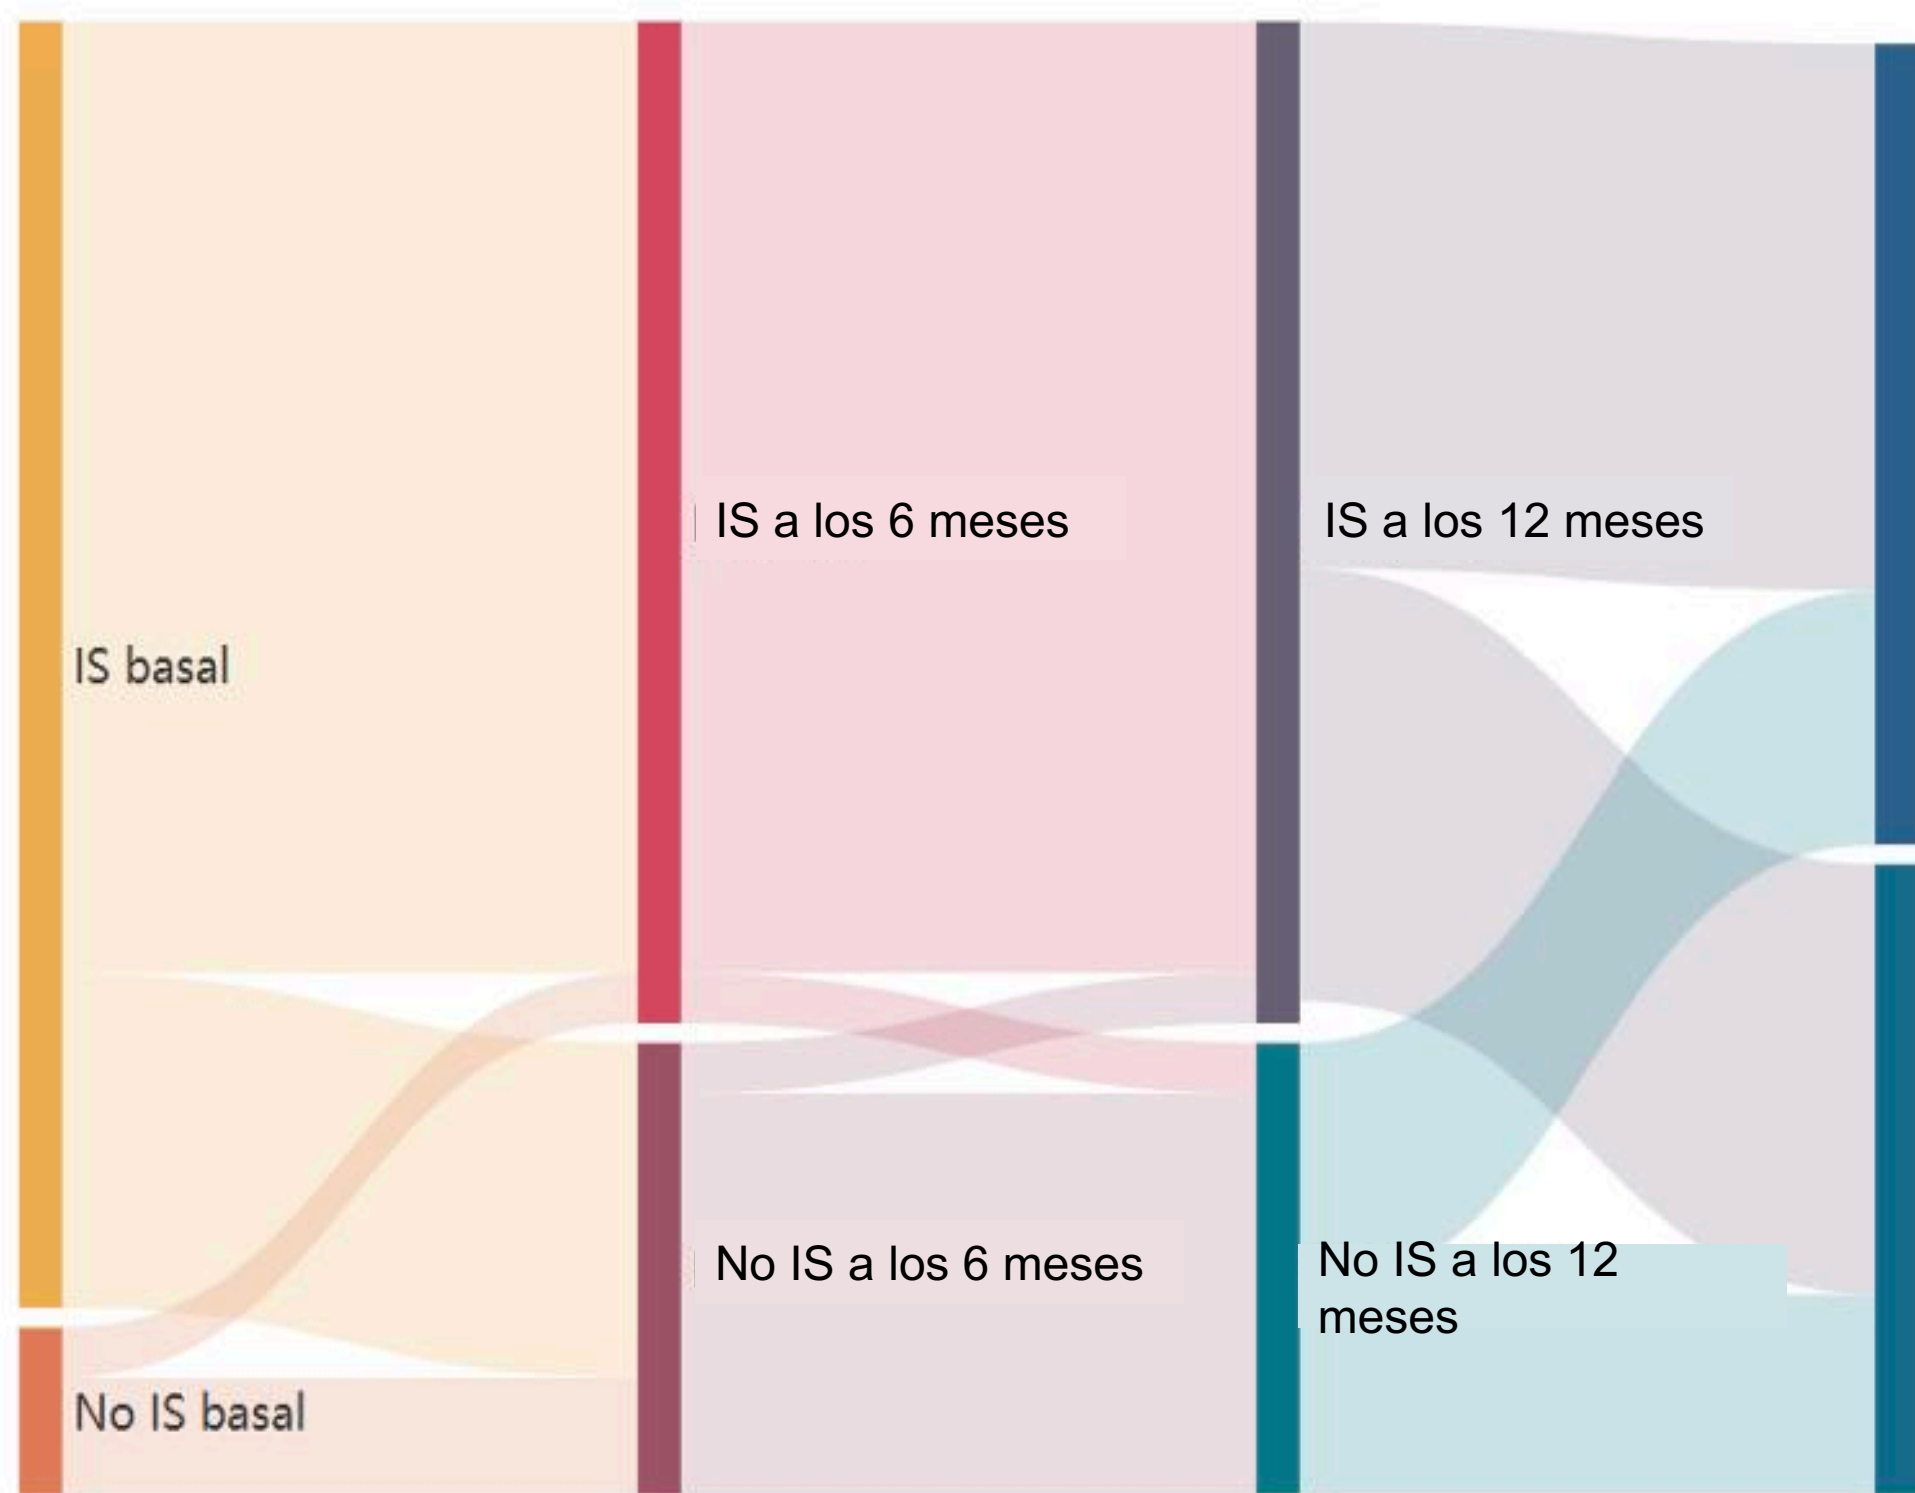 IS a los 6 meses
IS a los 12 meses
IS basal
No IS a los 6 meses
No IS a los 12
meses
No IS basal